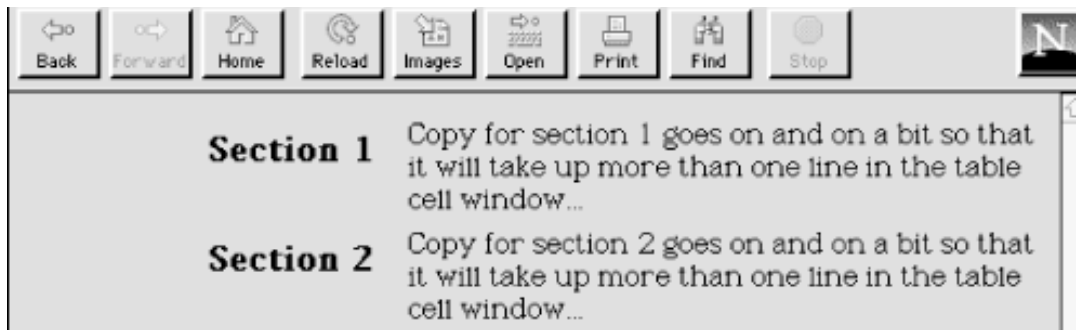 Back Forward Home Reload Images Open Print Find Stop N
Section 1
Copy for section 1 goes on and on a bit so that
it will take up more than one line in the table
cell window...
Section 2
Copy for section 2 goes on and on a bit so that
it will take up more than one line in the table
cell window...